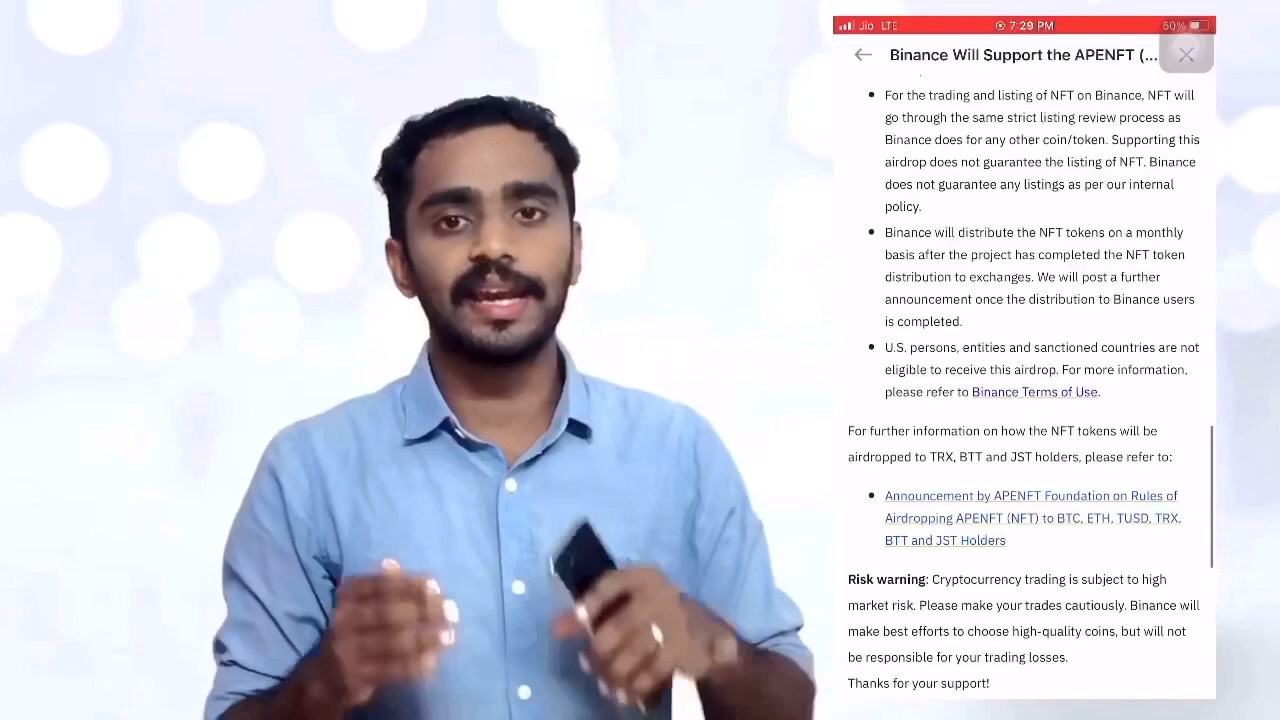 Jio LTE 7:29 PM 50%
Binance Will Support the APENFT (...
For the trading and listing of NFT on Binance, NFT will
go through the same strict listing review process as
Binance does for any other coin/token. Supporting this
airdrop does not guarantee the listing of NFT. Binance
does not guarantee any listings as per our internal
policy.
Binance will distribute the NFT tokens on a monthly
basis after the project has completed the NFT token
distribution to exchanges. We will post a further
announcement once the distribution to Binance users
is completed.
U.S. persons, entities and sanctioned countries are not
eligible to receive this airdrop. For more information,
please refer to Binance Terms of Use.
For further information on how the NFT tokens will be
airdropped to TRX, BTT and JST holders, please refer to:
Announcement by APENFT Foundation on Rules of
Airdropping APENFT (NFT) to BTC, ETH, TUSD, TRX,
BTT and JST Holders
Risk warning: Cryptocurrency trading is subject to high
market risk. Please make your trades cautiously. Binance will
make best efforts to choose high-quality coins, but will not
be responsible for your trading losses.
Thanks for your support!